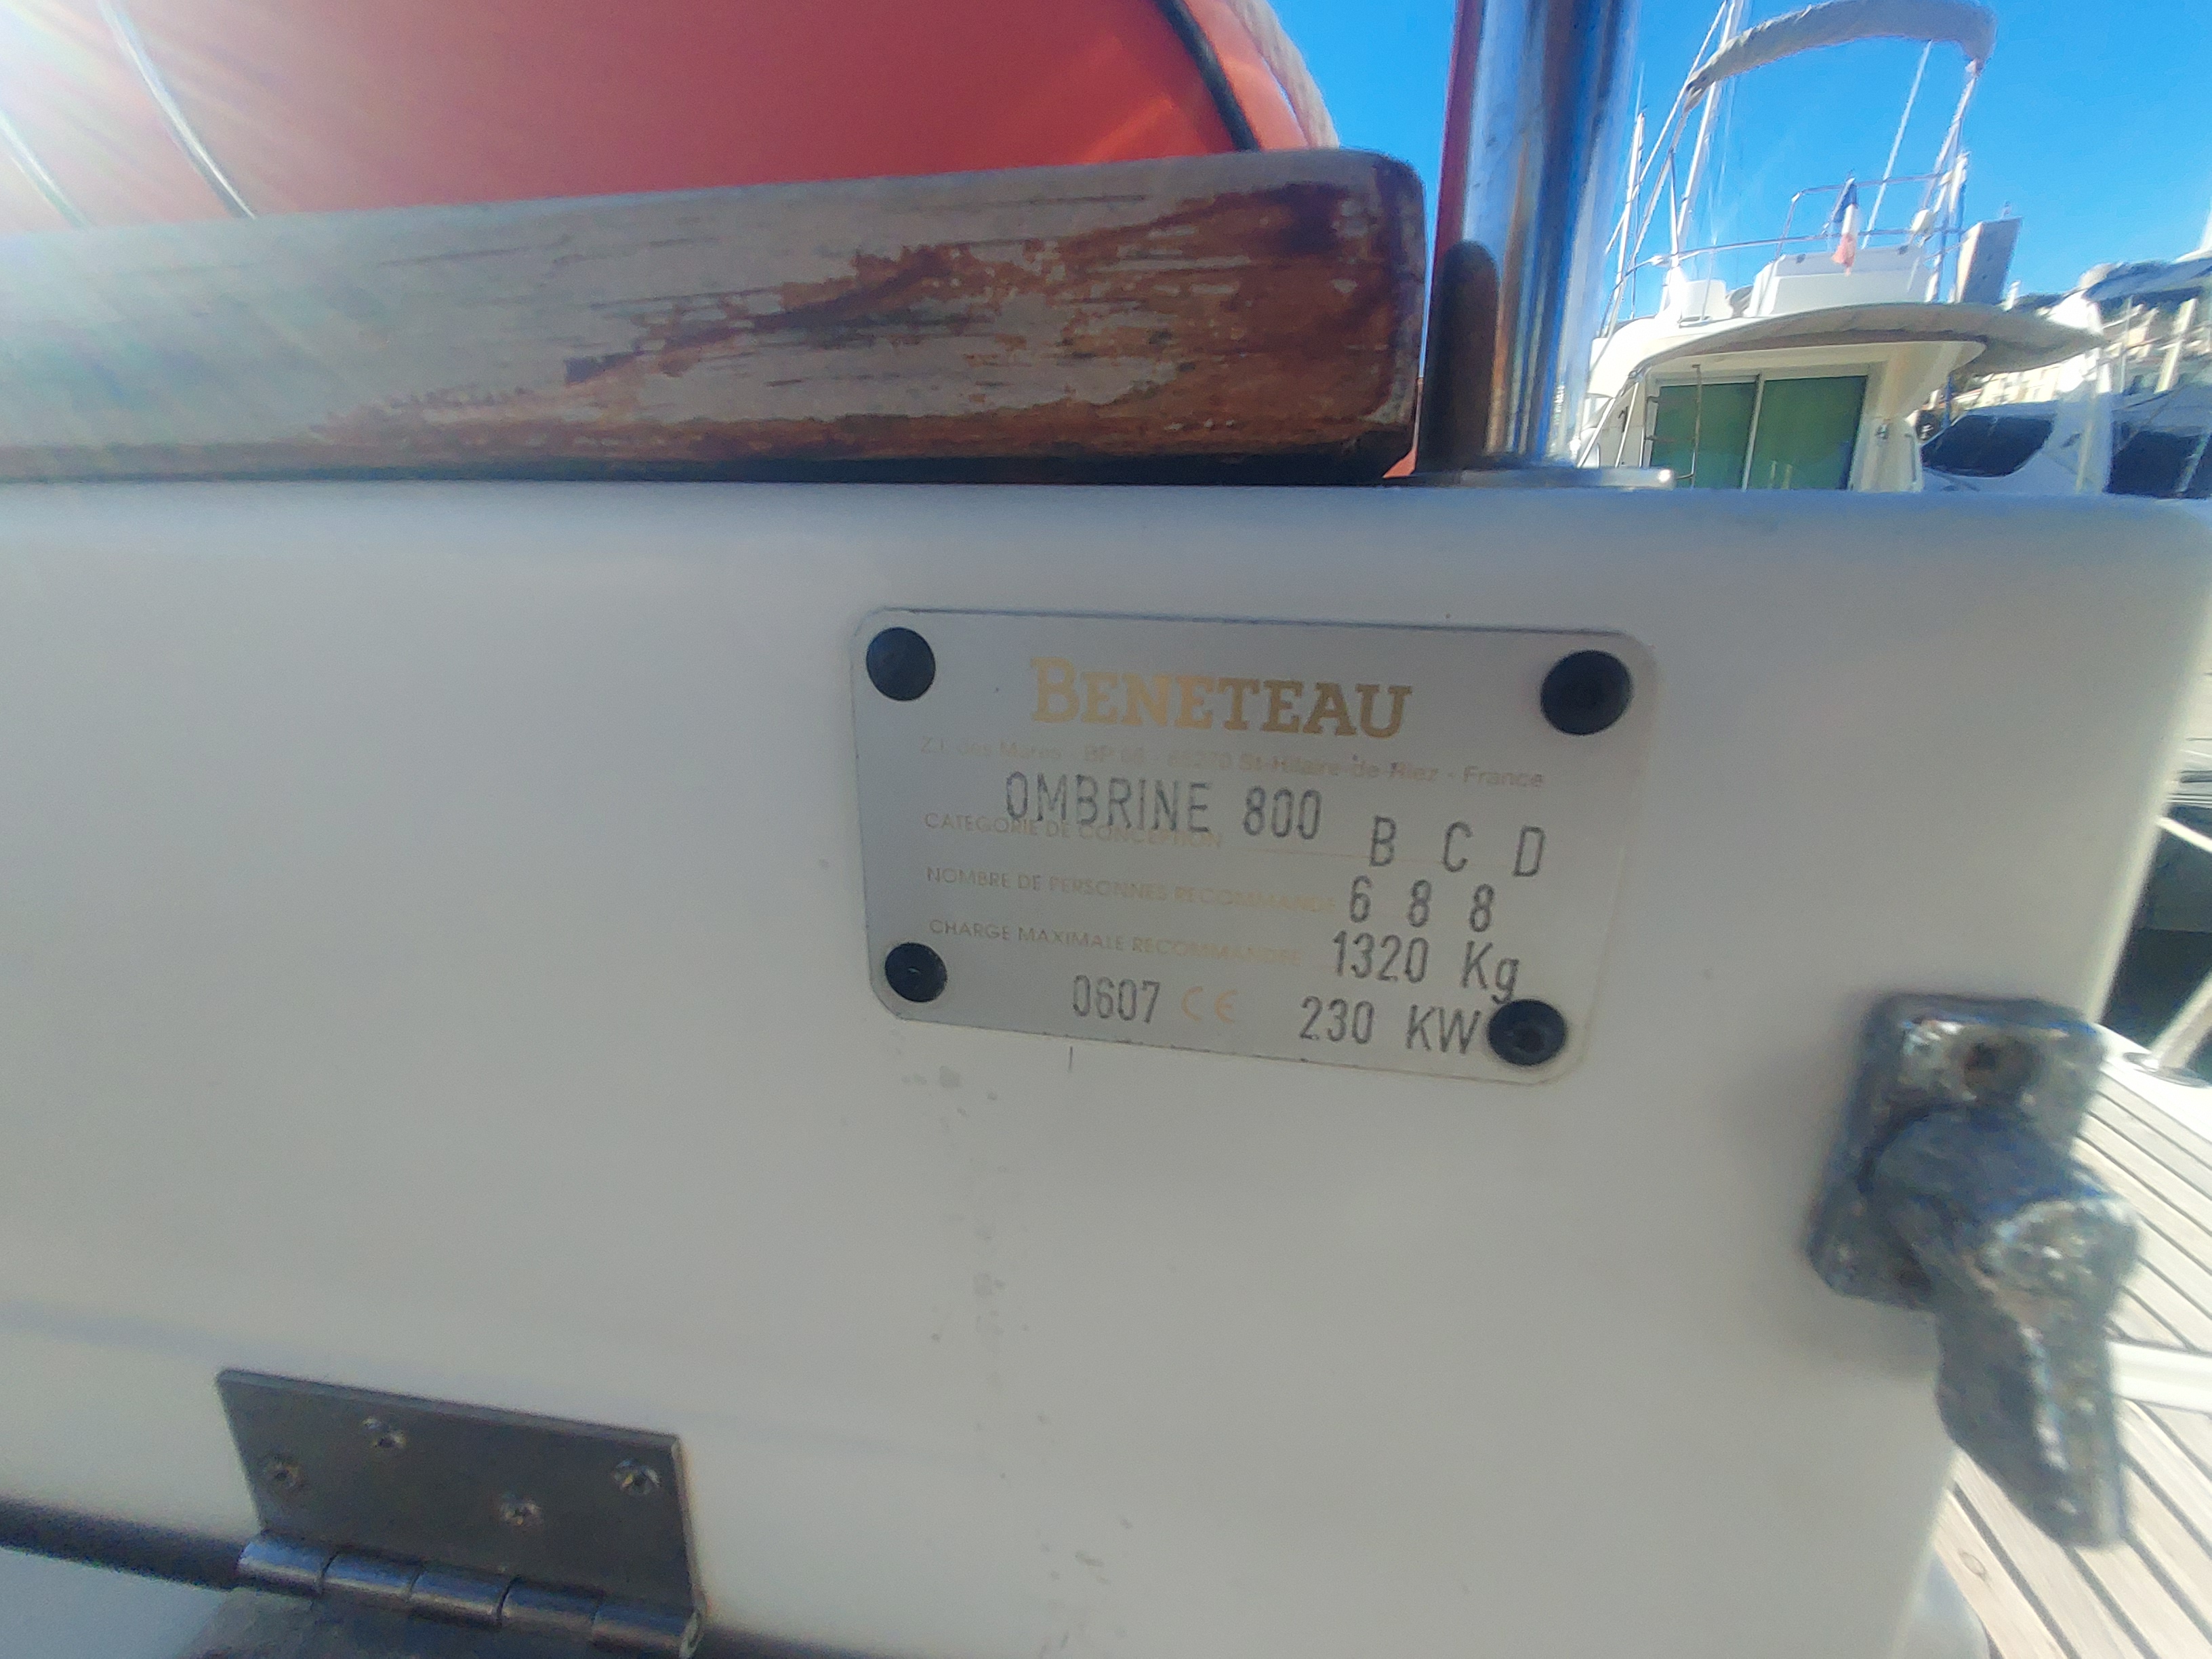 BENETEAU
Z.I. des Mares - BP 66 - 85270 St-Hilaire-de-Riez - France
OMBRINE 800
CATEGORIE DE CONCEPTION B C D
NOMBRE DE PERSONNES RECOMMANDE 6 8 8
CHARGE MAXIMALE RECOMMANDEE 1320 Kg
0607 CE 230 KW